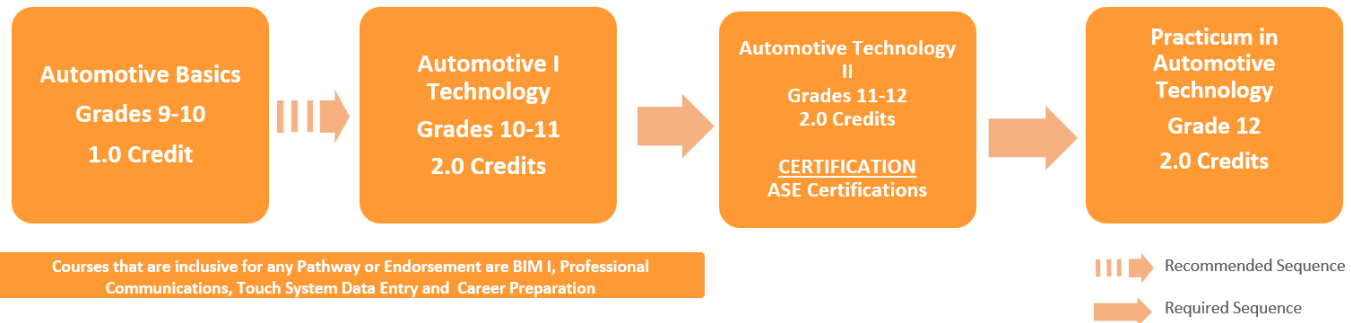 Automotive Basics
Grades 9-10
1.0 Credit
Automotive I
Technology
Grades 10-11
2.0 Credits
Automotive Technology
II
Grades 11-12
2.0 Credits
CERTIFICATION
ASE Certifications
Practicum in
Automotive
Technology
Grade 12
2.0 Credits
Courses that are inclusive for any Pathway or Endorsement are BIM I, Professional
Communications, Touch System Data Entry and Career Preparation
Recommended Sequence
Required Sequence